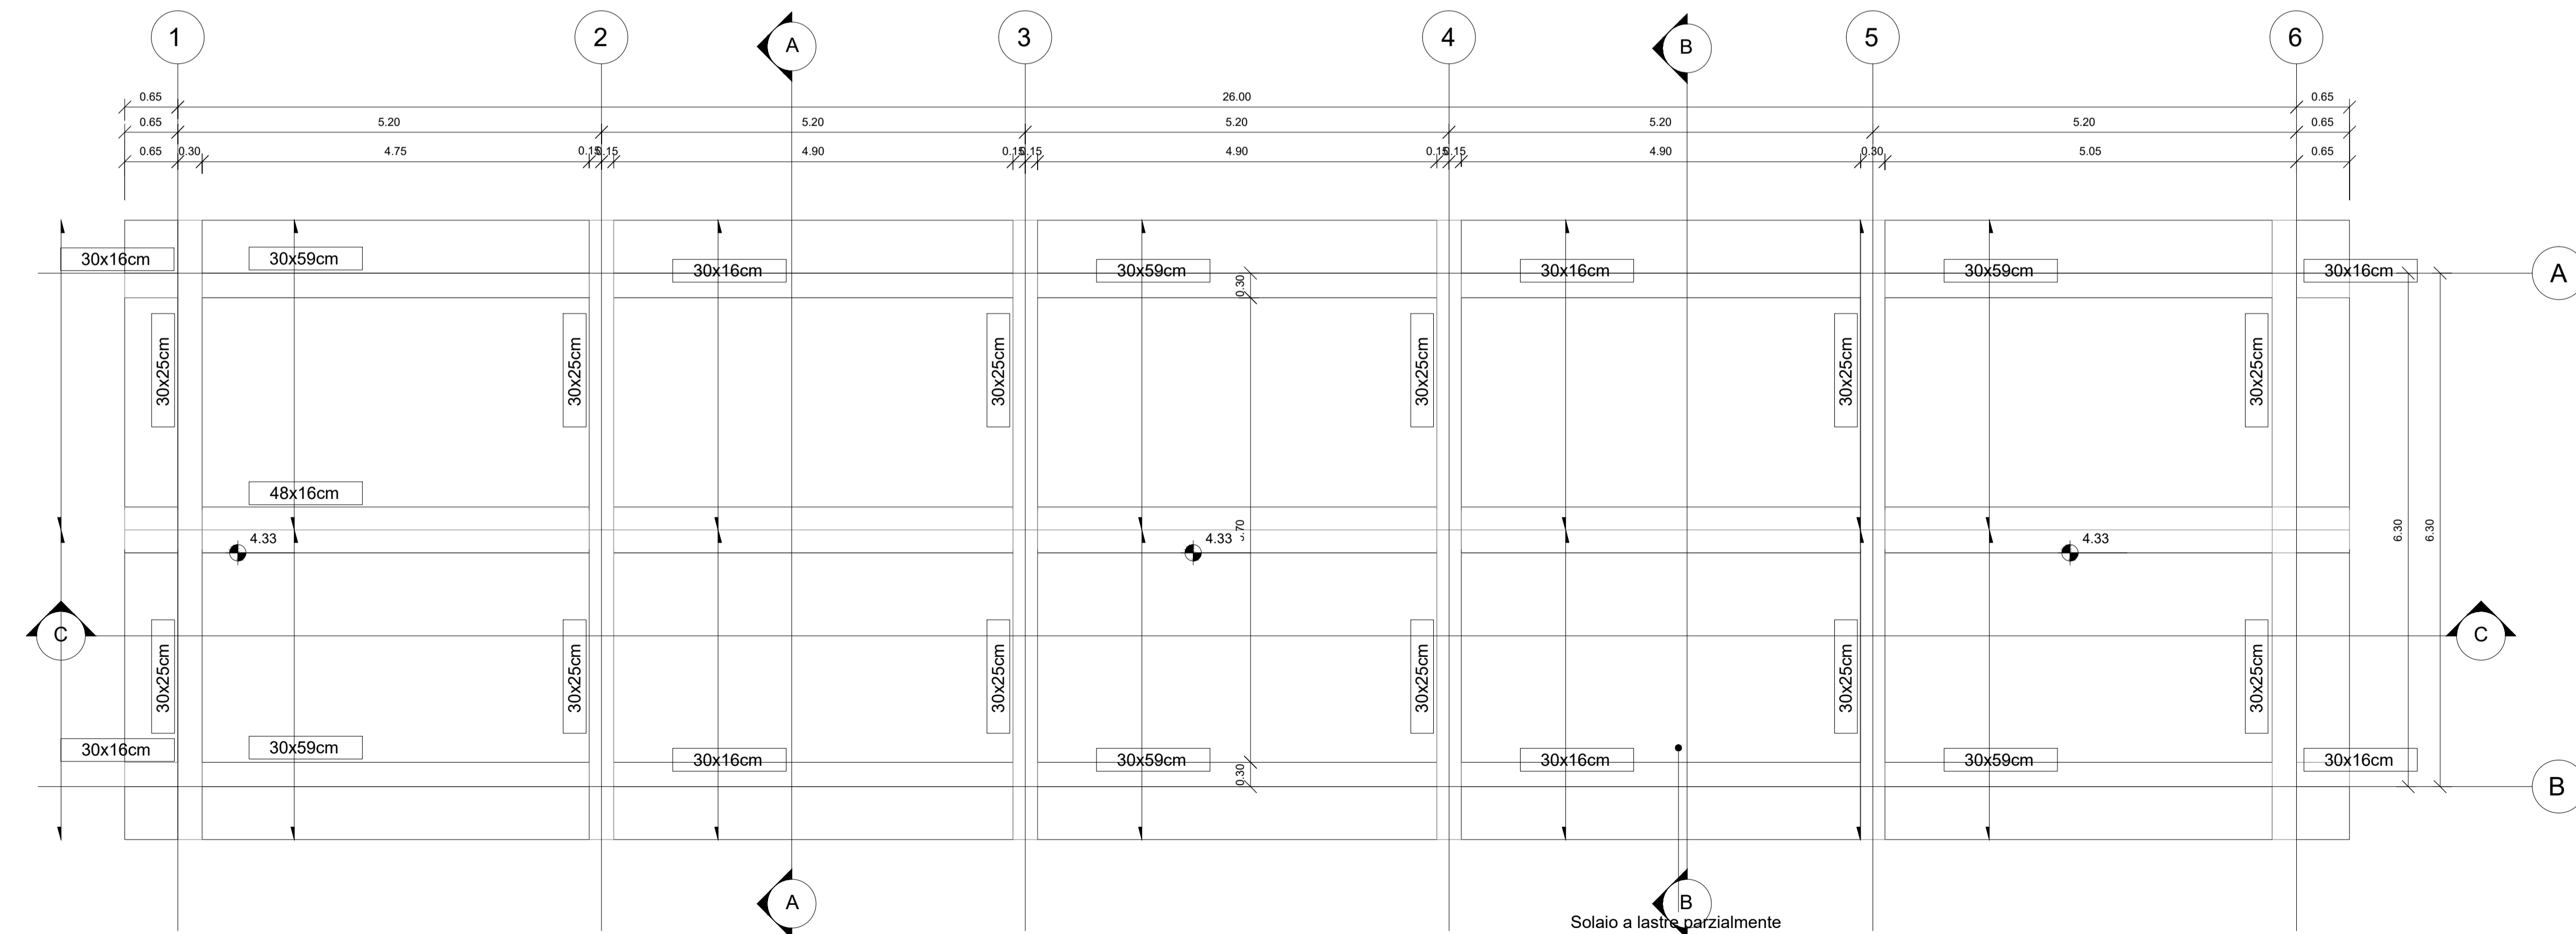 1 2 A 3 4 B 5 6
0.65 26.00 0.65
0.65 5.20 5.20 5.20 5.20 5.20 0.65
0.65 0.30 4.75 0.15 0.15 4.90 0.15 0.15 4.90 0.15 0.15 4.90 0.30 5.05 0.65
30x16cm 30x59cm 30x16cm 30x59cm 30x16cm 30x59cm 30x16cm
A
0.30
30x25cm 30x25cm 30x25cm 30x25cm 30x25cm 30x25cm
48x16cm
4.33 4.33 4.33
6.30 6.30
C C
30x25cm 30x25cm 30x25cm 30x25cm 30x25cm 30x25cm
30x16cm 30x59cm 30x16cm 30x59cm 30x16cm 30x59cm 30x16cm
0.30
B
A B
Solaio a lastre parzialmente